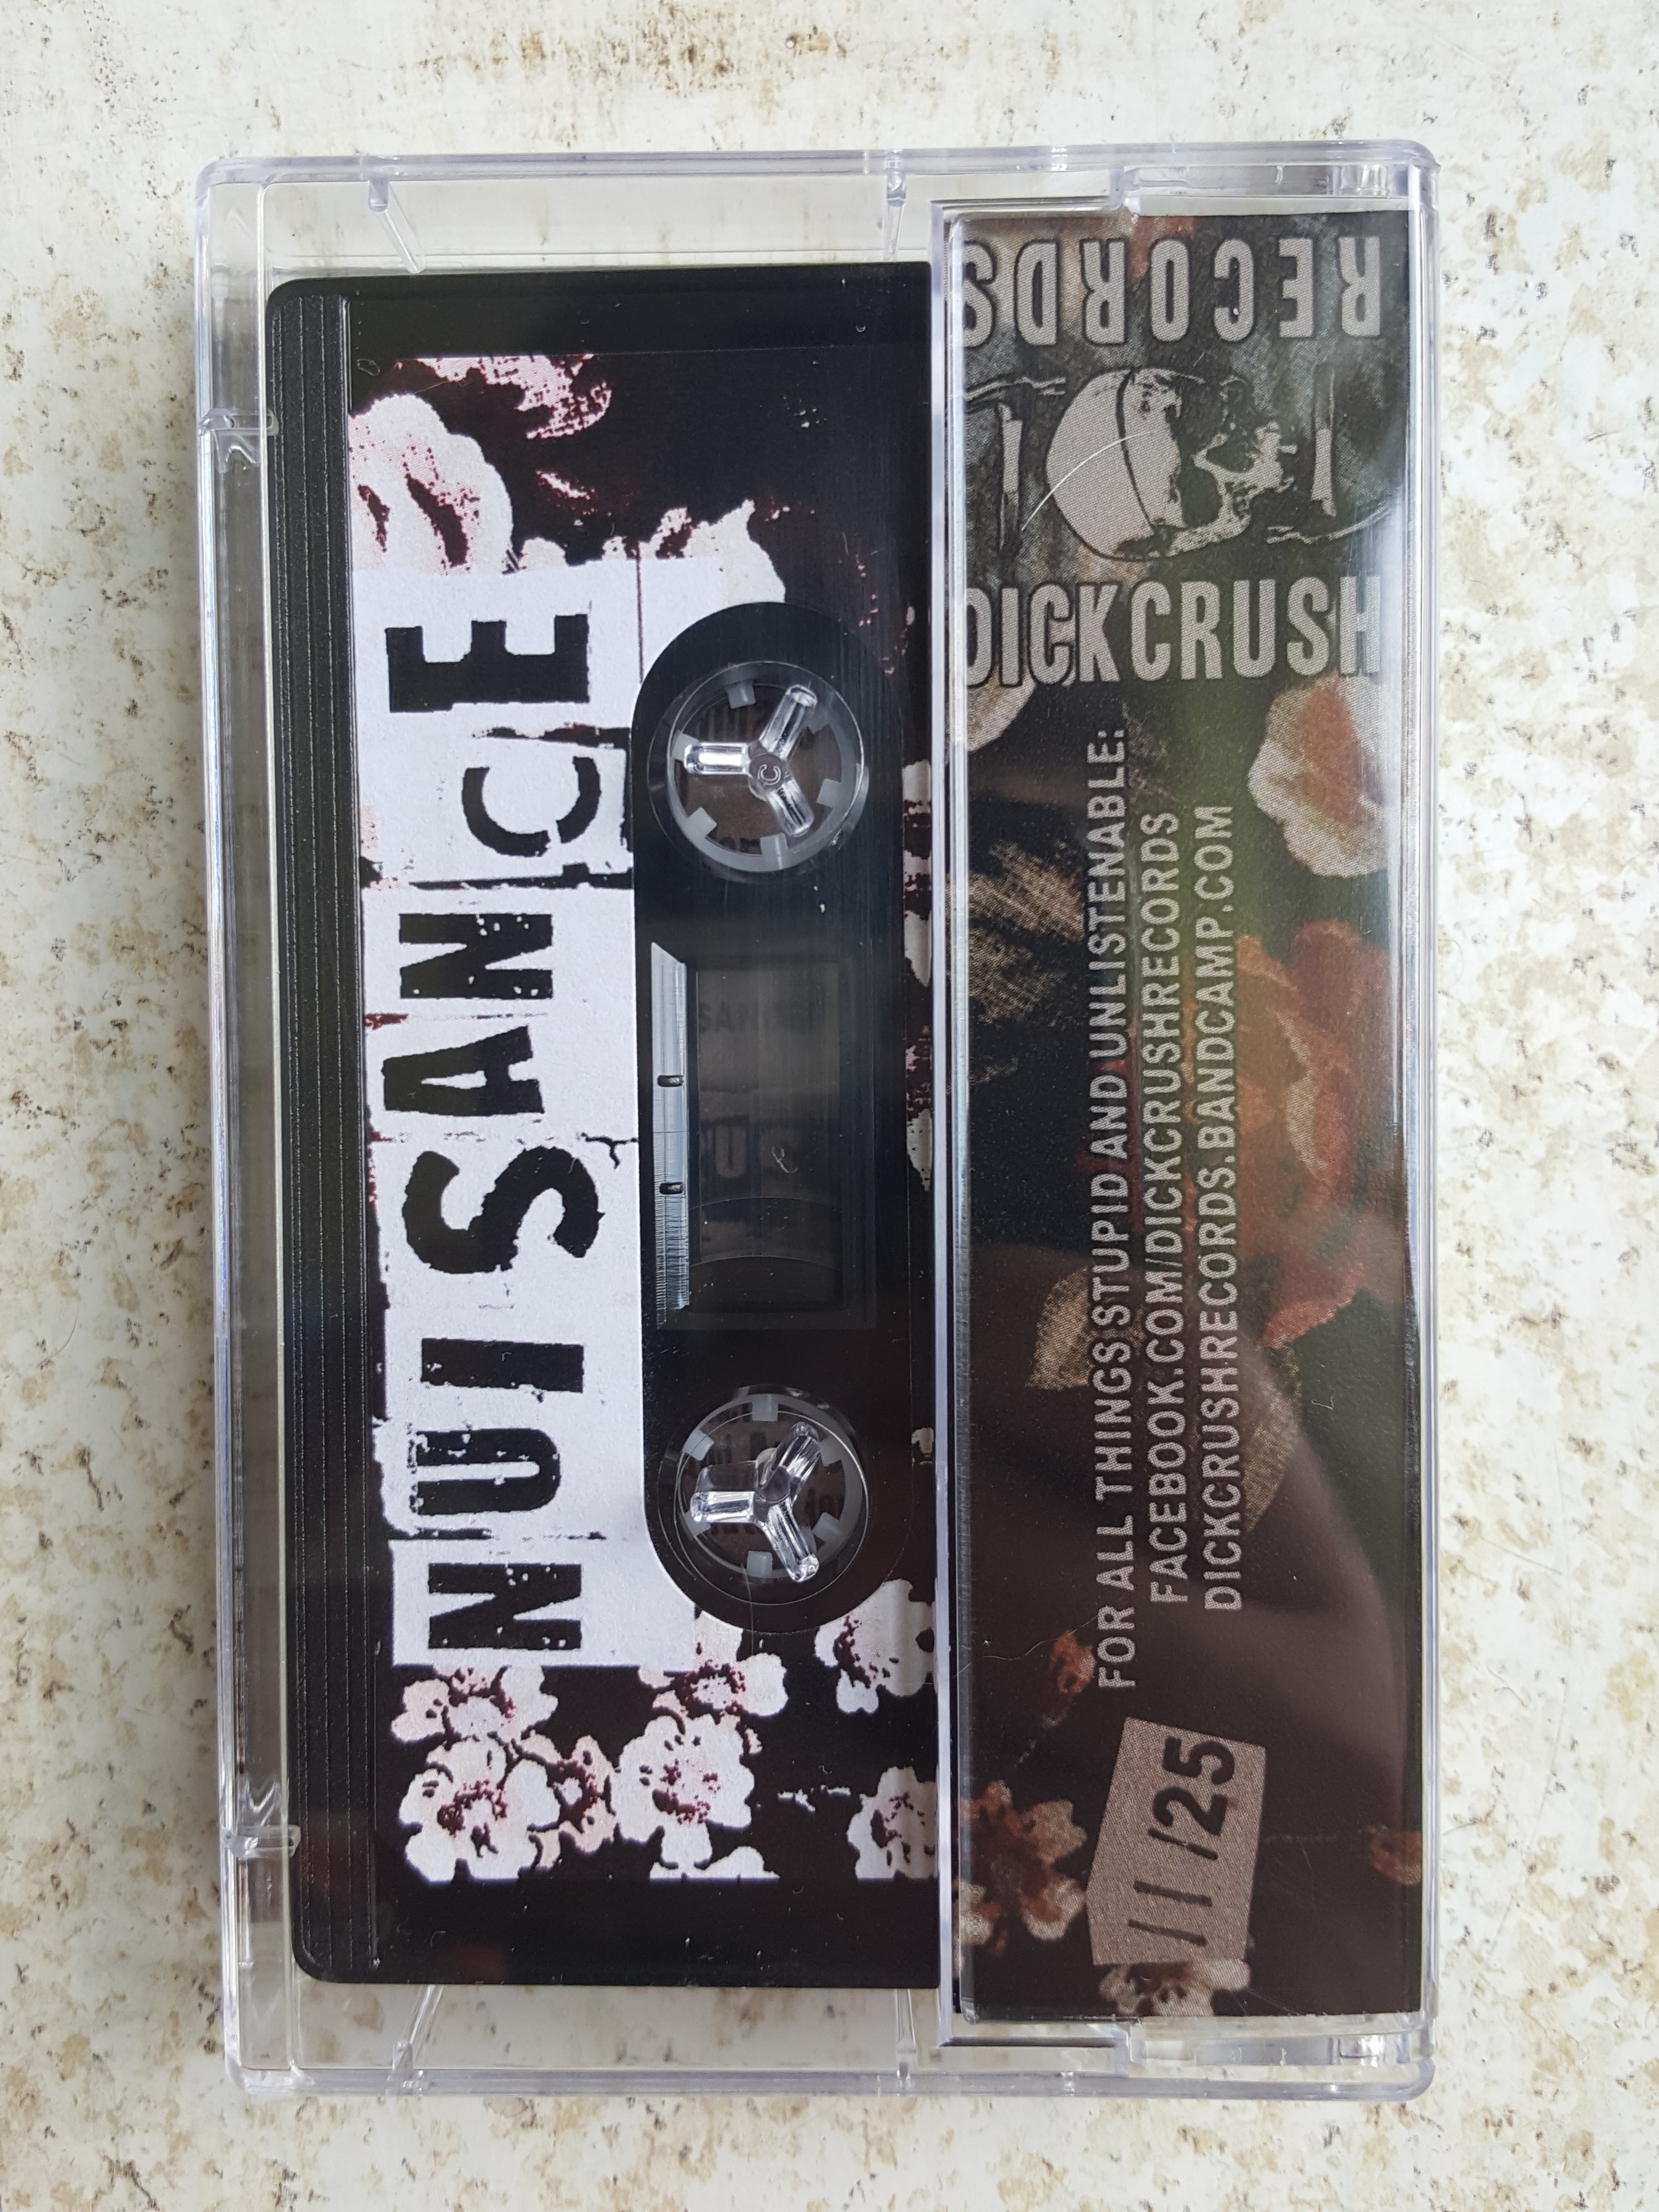 NUISANCE
RECORDS
DICKCRUSH
FOR ALL THINGS STUPID AND UNLISTENABLE:
FACEBOOK.COM/DICKCRUSHRECORDS
DICKCRUSHRECORDS.BANDCAMP.COM
/25